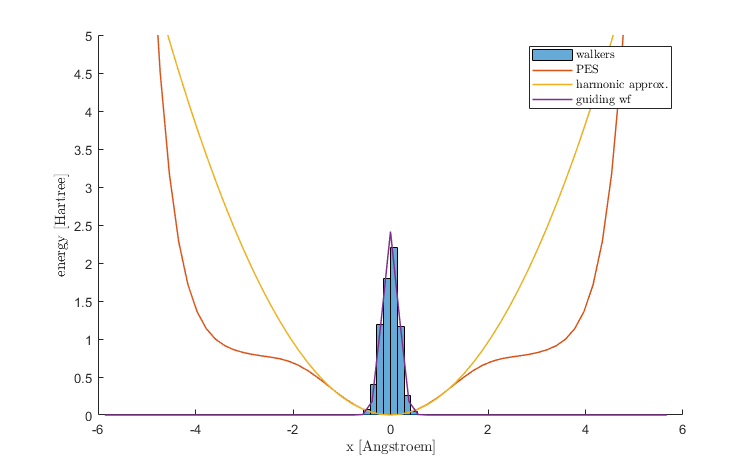 5
4.5
4
3.5
3
2.5
2
1.5
1
0.5
0
energy [Hartree]
walkers
PES
harmonic approx.
guiding wf
-6 -4 -2 0 2 4 6
x [Angstroem]